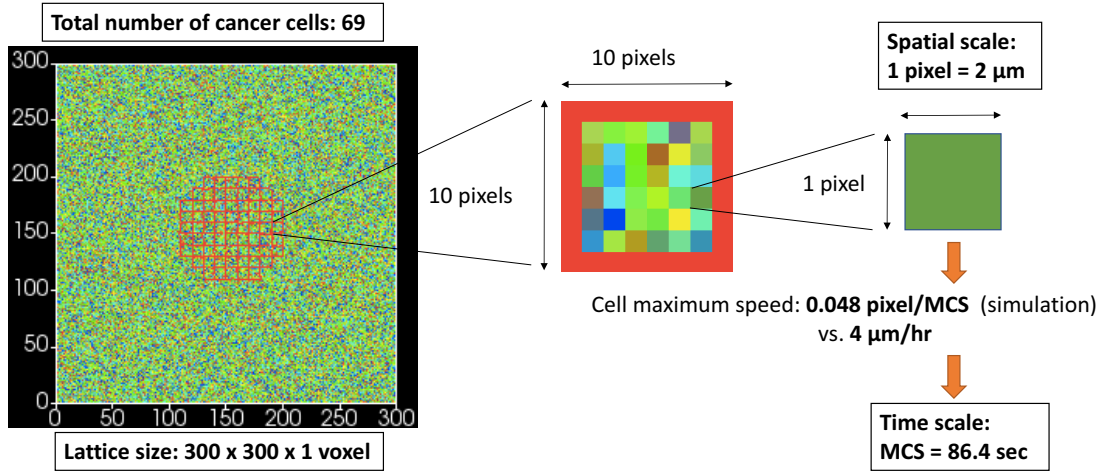 Total number of cancer cells: 69
300
250
200
150
100
50
0
0 50 100 150 200 250 300
Lattice size: 300 x 300 x 1 voxel
10 pixels
10 pixels
Spatial scale:
1 pixel = 2 µm
1 pixel
Cell maximum speed: 0.048 pixel/MCS (simulation)
vs. 4 µm/hr
Time scale:
MCS = 86.4 sec